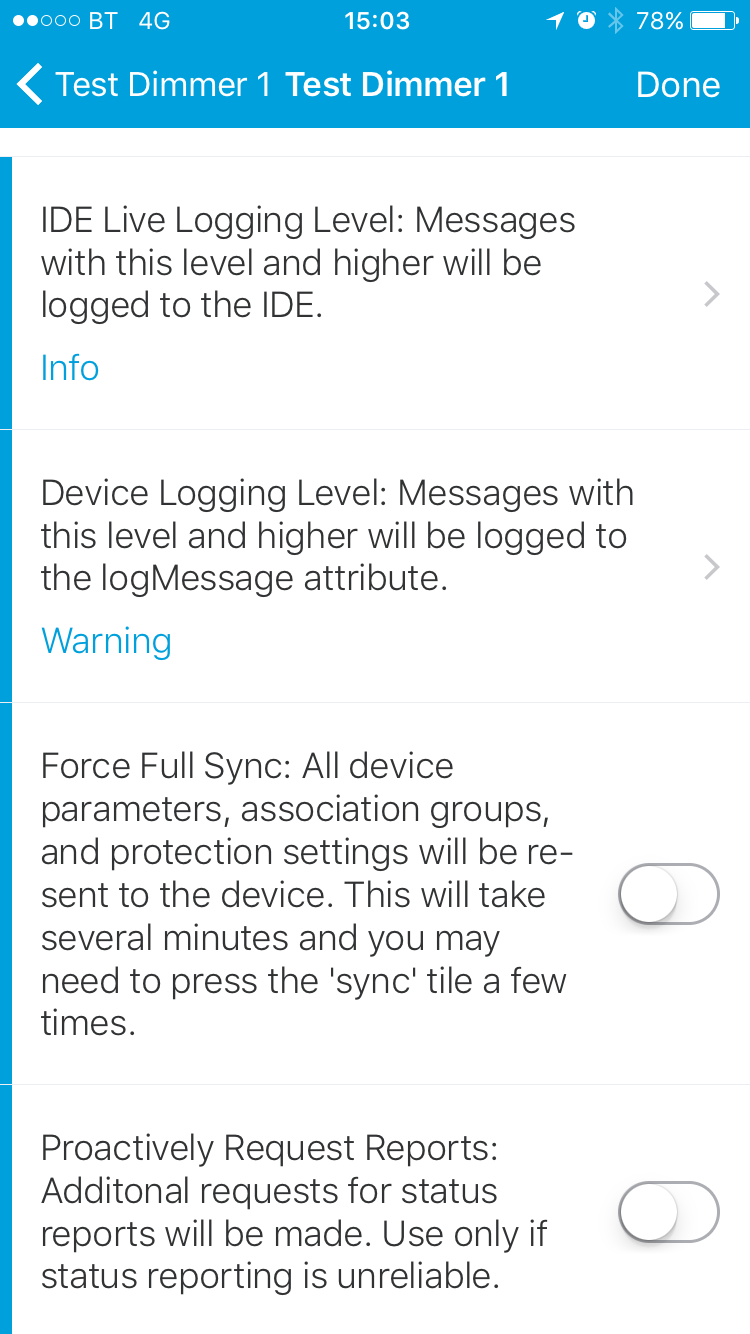 BT 4G 15:03 78%
Test Dimmer 1 Test Dimmer 1 Done
IDE Live Logging Level: Messages
with this level and higher will be
logged to the IDE.
Info
Device Logging Level: Messages with
this level and higher will be logged to
the logMessage attribute.
Warning
Force Full Sync: All device
parameters, association groups,
and protection settings will be re-
sent to the device. This will take
several minutes and you may
need to press the 'sync' tile a few
times.
Proactively Request Reports:
Additonal requests for status
reports will be made. Use only if
status reporting is unreliable.